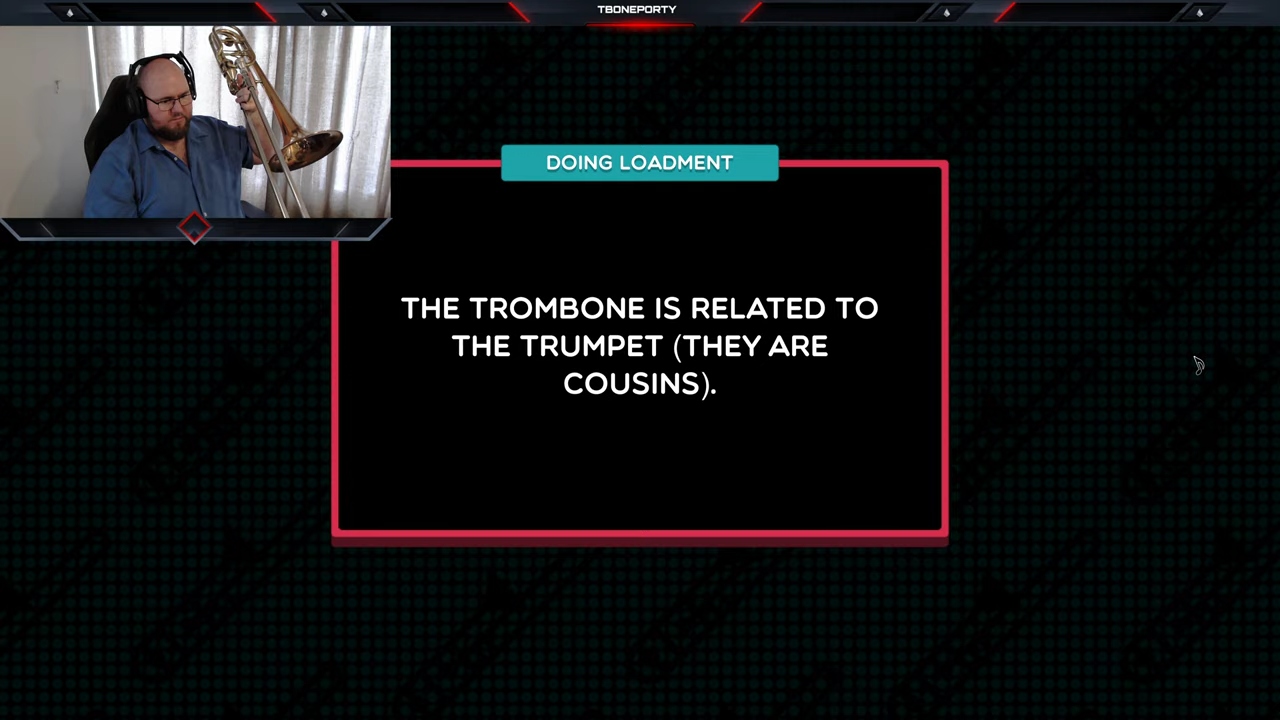 TBONEPORTY
DOING LOADMENT
THE TROMBONE IS RELATED TO
THE TRUMPET (THEY ARE
COUSINS).